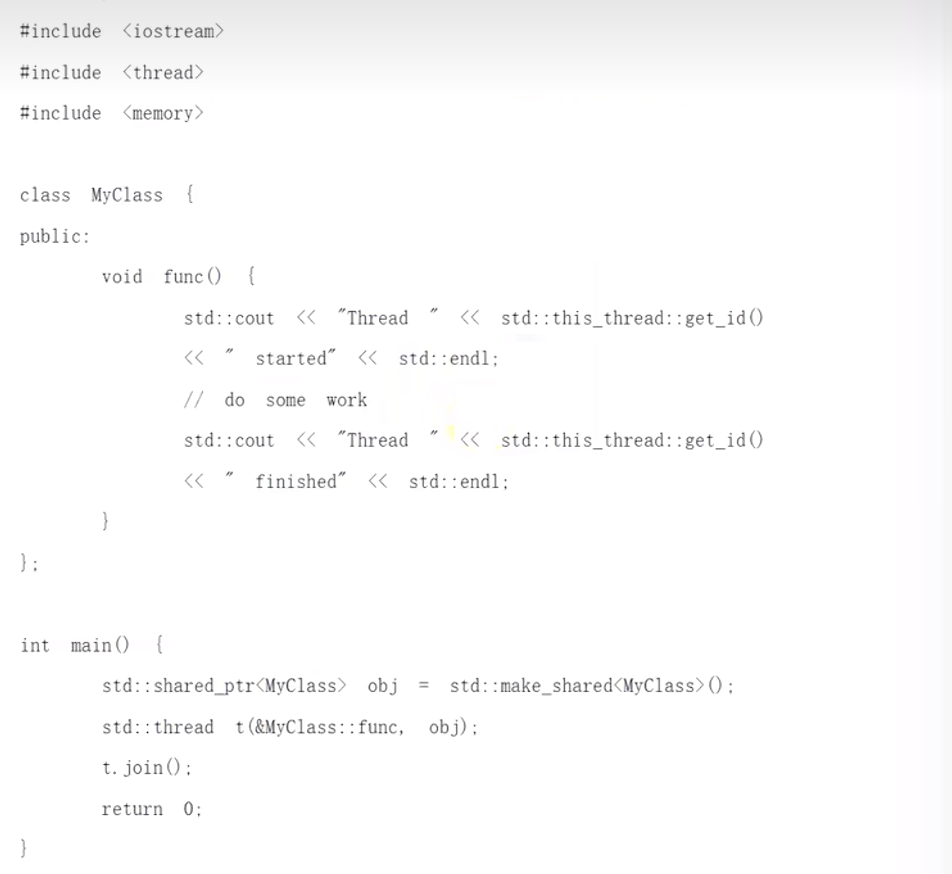 #include <iostream>
#include <thread>
#include <memory>
class MyClass {
public:
void func() {
std::cout << "Thread " << std::this_thread::get_id()
<< " started" << std::endl;
// do some work
std::cout << "Thread " << std::this_thread::get_id()
<< " finished" << std::endl;
}
};
int main() {
std::shared_ptr<MyClass> obj = std::make_shared<MyClass>();
std::thread t(&MyClass::func, obj);
t.join();
return 0;
}